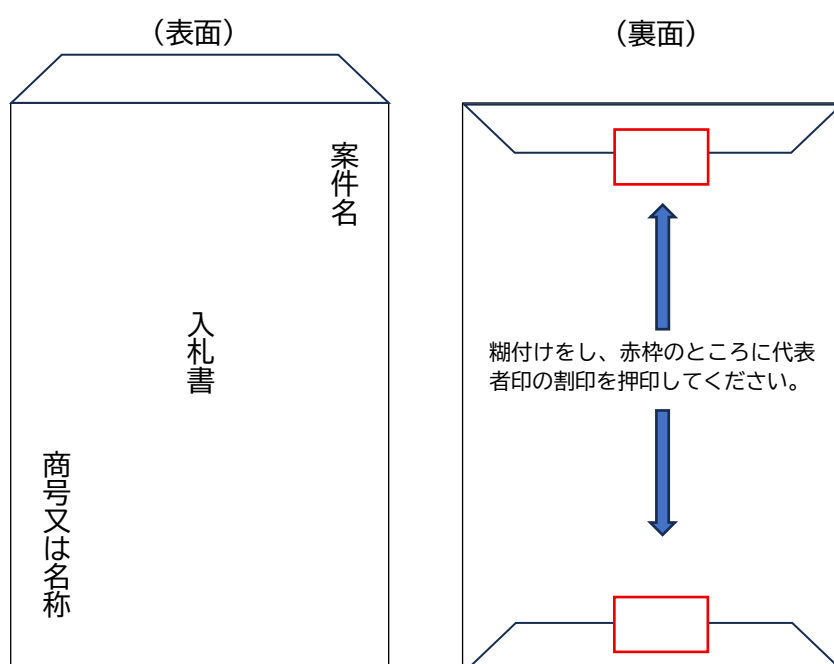 (表面)
案件名
入札書
商号又は名称
(裏面)
糊付けをし、赤枠のところに代表
者印の割印を押印してください。